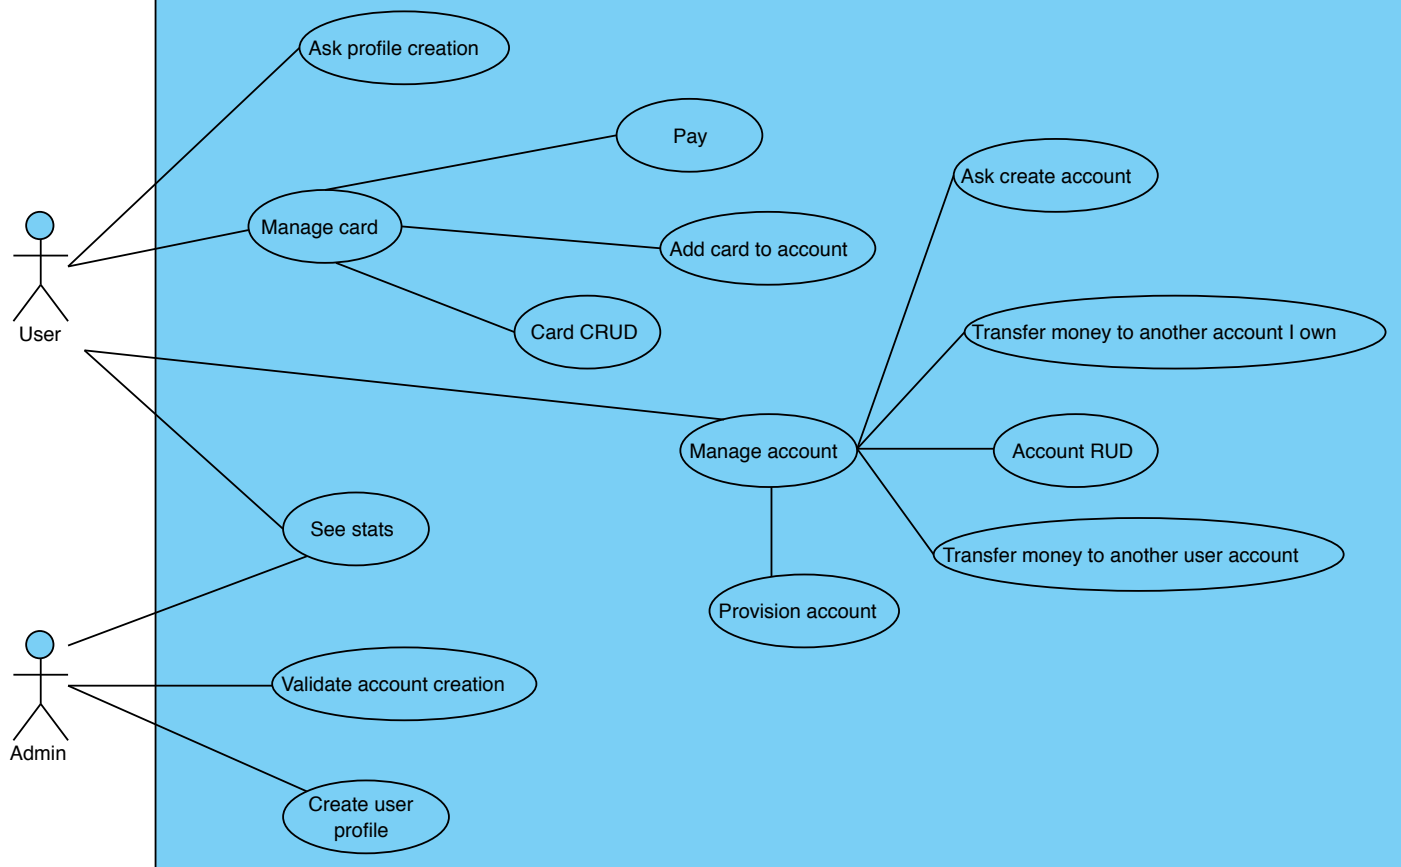 Ask profile creation
Pay
Ask create account
Manage card
Add card to account
User
Card CRUD
Transfer money to another account I own
Manage account
Account RUD
See stats
Transfer money to another user account
Provision account
Validate account creation
Admin
Create user
profile